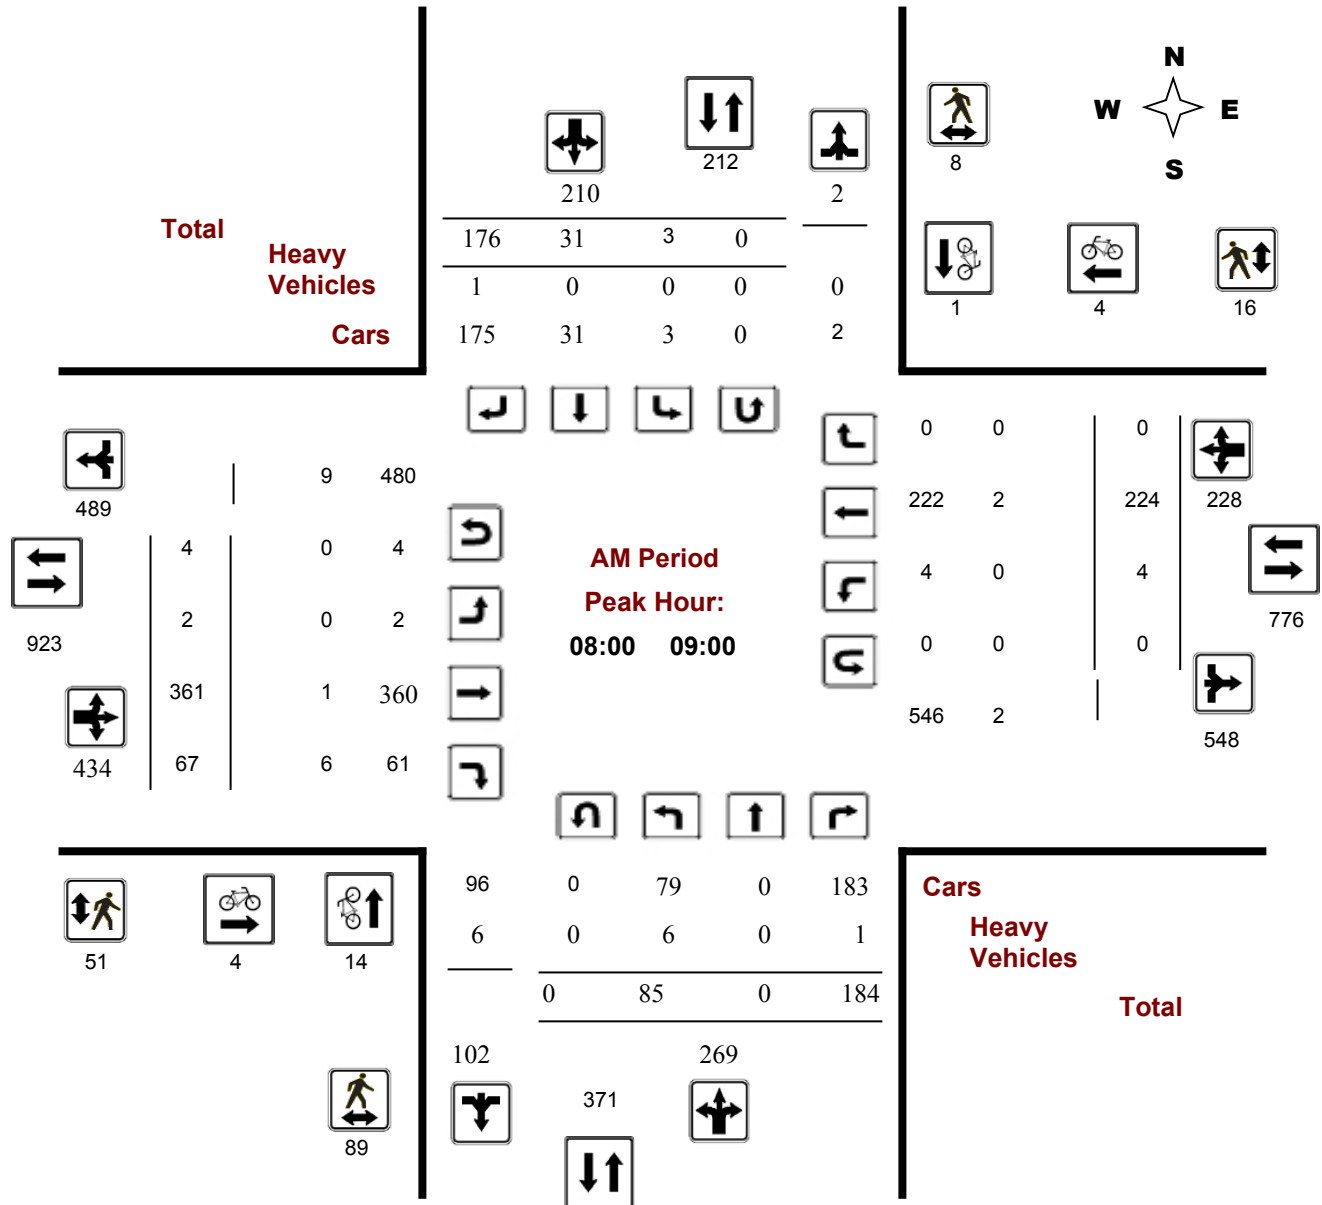 N
W E
S
212
8
210 2
Total
176 31 3 0
Heavy
Vehicles
1 0 0 0 0
1 4 16
Cars
175 31 3 0 2
0 0 0
9 480
489
222 2 224 228
4 0 4
AM Period
4 0 4
Peak Hour:
2 0 2
776
923
08:00 09:00
0 0 0
361 1 360
546 2
548
434 67 6 61
96 0 79 0 183
Cars
6 0 6 0 1
Heavy
Vehicles
51 4 14
0 85 0 184
Total
102 269
371
89